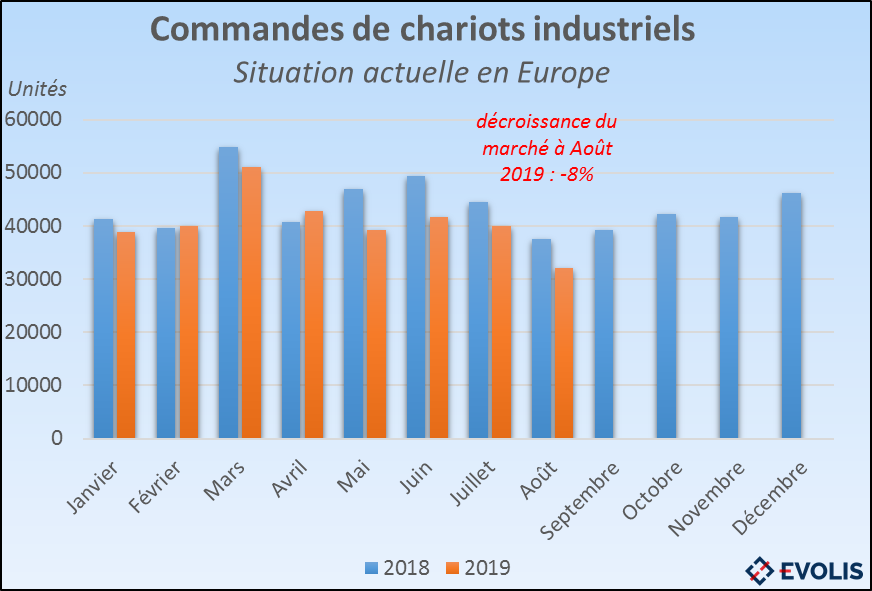 Commandes de chariots industriels
Situation actuelle en Europe
Unités
60000
50000
40000
30000
20000
10000
0
décroissance du
marché à Août
2019 : -8%
Janvier
Février
Mars
Avril
Mai
Juin
Juillet
Août
Septembre
Octobre
Novembre
Décembre
2018
2019
EVOLIS